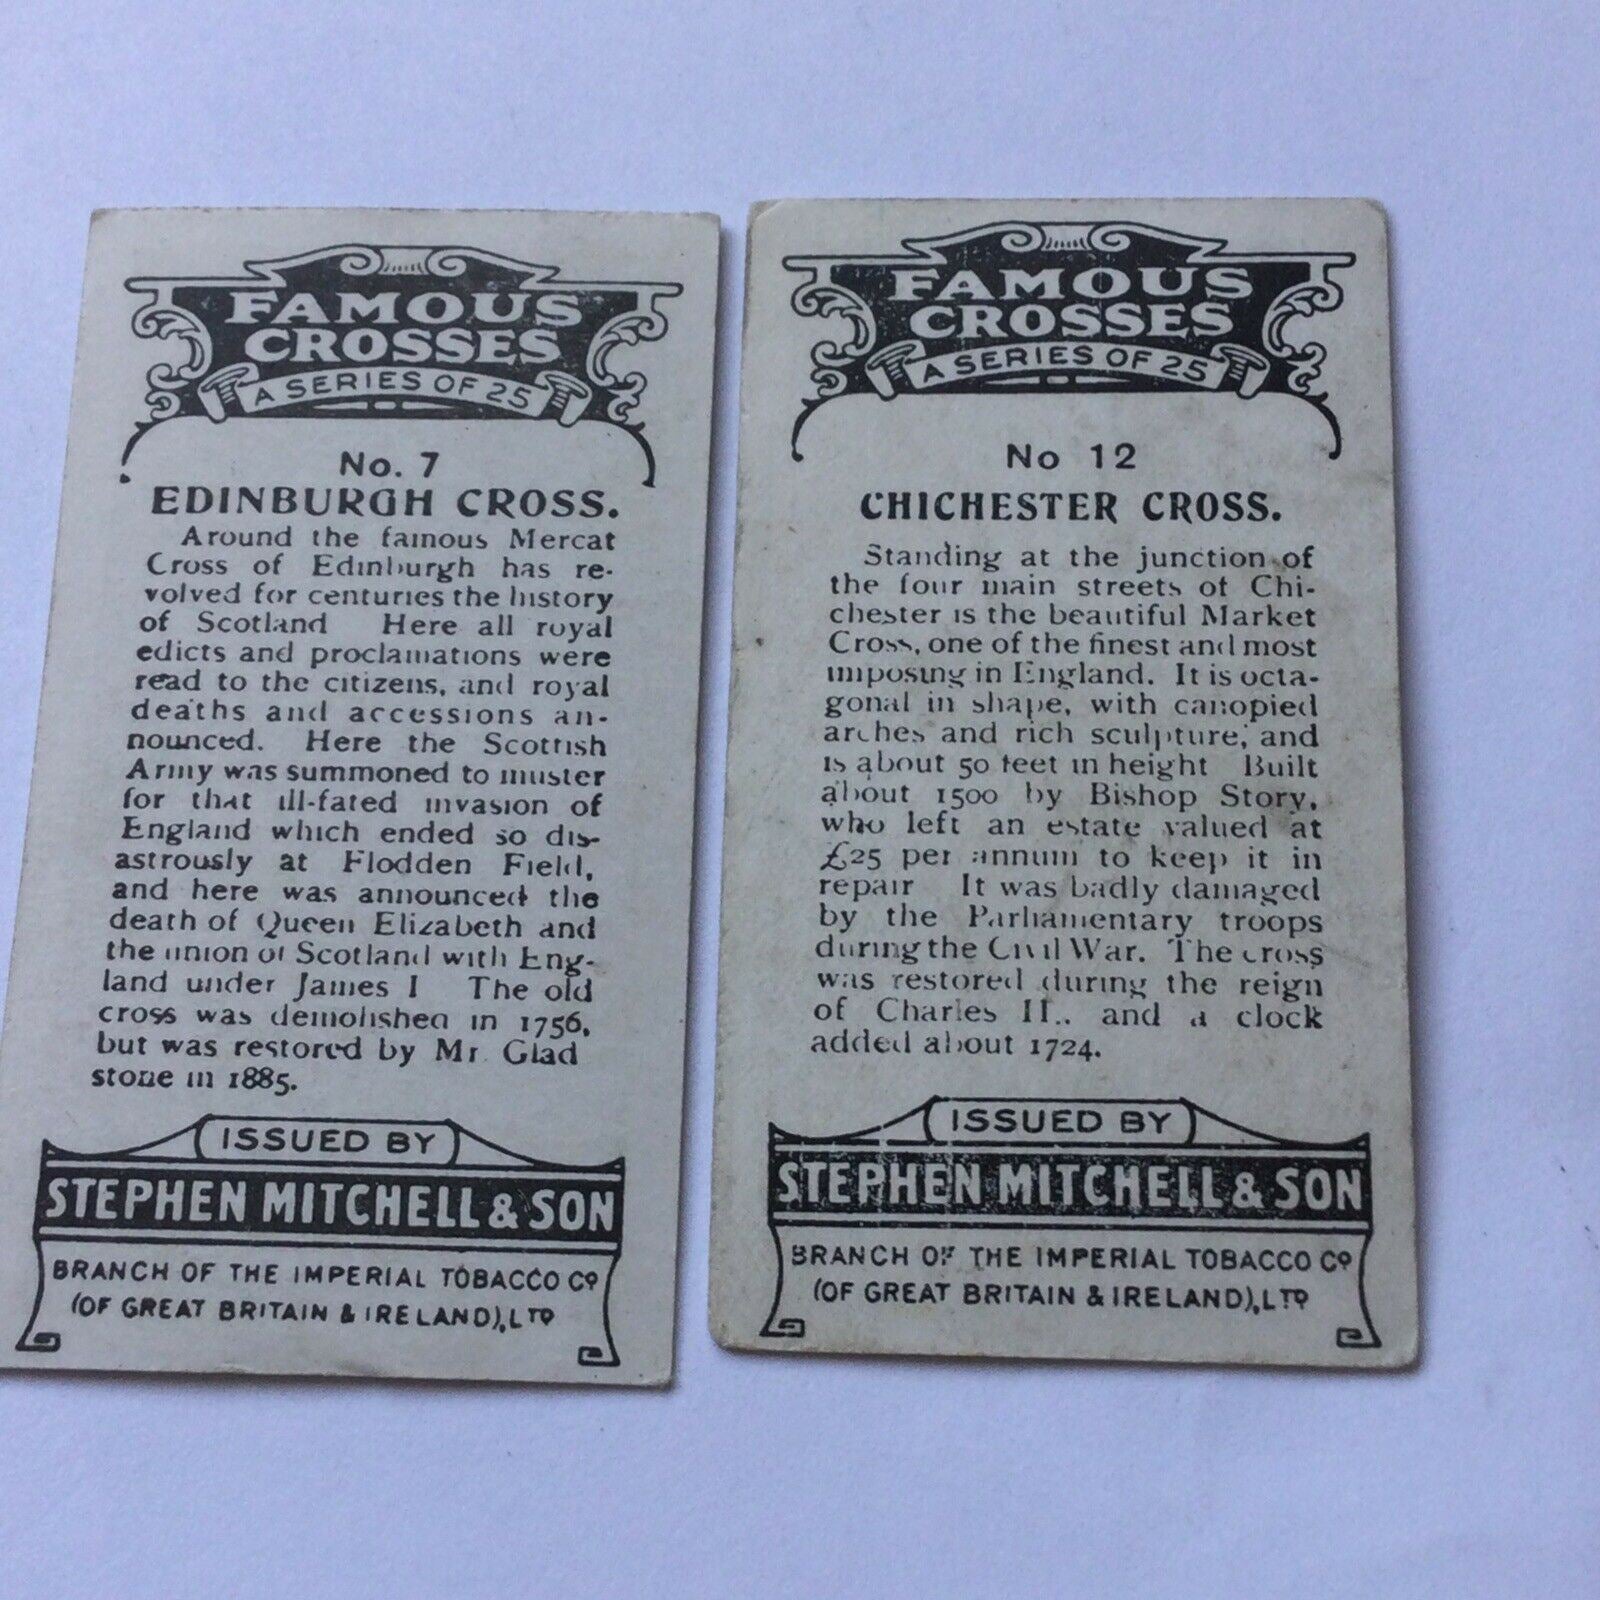 FAMOUS
CROSSES
A SERIES OF 25
No. 7
EDINBURGH CROSS.
Around the famous Mercat
Cross of Edinburgh has re-
volved for centuries the history
of Scotland Here all royal
edicts and proclamations were
read to the citizens, and royal
deaths and accessions an-
nounced. Here the Scottish
Army was summoned to muster
for that ill-fated invasion of
England which ended so dis-
astrously at Flodden Field,
and here was announced the
death of Queen Elizabeth and
the union of Scotland with Eng-
land under James I The old
cross was demolished in 1756,
but was restored by Mr Glad
stone in 1885.
ISSUED BY
STEPHEN MITCHELL & SON
BRANCH OF THE IMPERIAL TOBACCO CO
(OF GREAT BRITAIN & IRELAND), LTD
FAMOUS
CROSSES
A SERIES OF 25
No 12
CHICHESTER CROSS.
Standing at the junction of
the four main streets of Chi-
chester is the beautiful Market
Cross, one of the finest and most
imposing in England. It is octa-
gonal in shape, with canopied
arches and rich sculpture, and
is about 50 feet in height Built
about 1500 by Bishop Story,
who left an estate valued at
£25 per annum to keep it in
repair It was badly damaged
by the Parliamentary troops
during the Civil War. The cross
was restored during the reign
of Charles II., and a clock
added about 1724.
ISSUED BY
STEPHEN MITCHELL & SON
BRANCH OF THE IMPERIAL TOBACCO CO
(OF GREAT BRITAIN & IRELAND), LTD